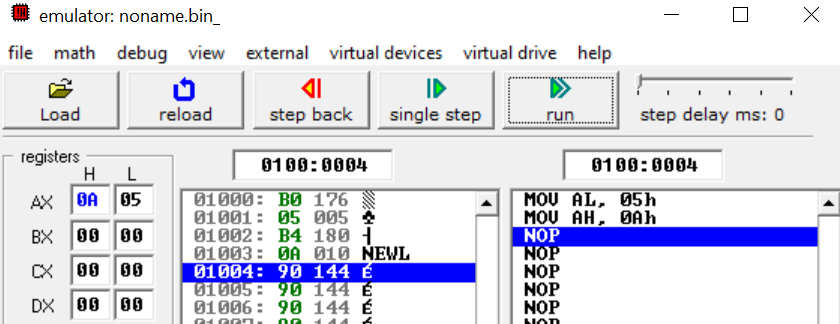 emulator: noname.bin_
file math debug view external virtual devices virtual drive help
Load reload step back single step run step delay ms: 0
registers
H L
0100:0004 0100:0004
AX 0A 05
BX 00 00
CX 00 00
DX 00 00
01000: B0 176 ▒
01001: 05 005 ♣
01002: B4 180 ┤
01003: 0A 010 NEWL
01004: 90 144 É
01005: 90 144 É
01006: 90 144 É
MOV AL, 05h
MOV AH, 0Ah
NOP
NOP
NOP
NOP
NOP